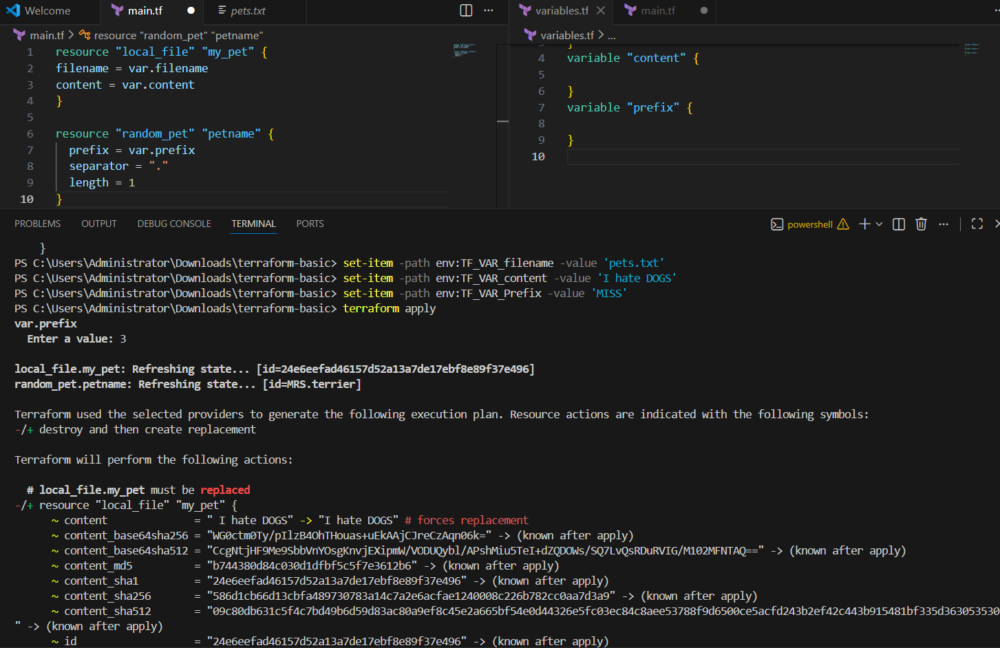 Welcome
main.tf
pets.txt
variables.tf
main.tf
main.tf > resource "random_pet" "petname"
variables.tf > ...
1 resource "local_file" "my_pet" {
2 filename = var.filename
3 content = var.content
4 }
5
6 resource "random_pet" "petname" {
7 prefix = var.prefix
8 separator = "."
9 length = 1
10 }
4 variable "content" {
5
6 }
7 variable "prefix" {
8
9 }
10
PROBLEMS OUTPUT DEBUG CONSOLE TERMINAL PORTS
powershell
}
PS C:\Users\Administrator\Downloads\terraform-basic> set-item -path env:TF_VAR_filename -value 'pets.txt'
PS C:\Users\Administrator\Downloads\terraform-basic> set-item -path env:TF_VAR_content -value 'I hate DOGS'
PS C:\Users\Administrator\Downloads\terraform-basic> set-item -path env:TF_VAR_Prefix -value 'MISS'
PS C:\Users\Administrator\Downloads\terraform-basic> terraform apply
var.prefix
Enter a value: 3
local_file.my_pet: Refreshing state... [id=24e6eefad46157d52a13a7de17ebf8e89f37e496]
random_pet.petname: Refreshing state... [id=MRS.terrier]
Terraform used the selected providers to generate the following execution plan. Resource actions are indicated with the following symbols:
-/+ destroy and then create replacement
Terraform will perform the following actions:
# local_file.my_pet must be replaced
-/+ resource "local_file" "my_pet" {
~ content = " I hate DOGS" -> "I hate DOGS" # forces replacement
~ content_base64sha256 = "WG0ctm0Ty/pIlzB4OhTHouas+uEkAAjCJreCzAqn06k=" -> (known after apply)
~ content_base64sha512 = "CcgNtjHF9Me9SbbVnYOsgKnvjEXipmW/VODUQybl/APshMiu5TeI+dZQDOWs/SQ7LvQsRDuRVIG/M102MFNTAQ==" -> (known after apply)
~ content_md5 = "b744380d84c030d1dfbf5c5f7e3612b6" -> (known after apply)
~ content_sha1 = "24e6eefad46157d52a13a7de17ebf8e89f37e496" -> (known after apply)
~ content_sha256 = "586d1cb66d13cbfa489730783a14c7a2e6acfae1240008c226b782cc0aa7d3a9" -> (known after apply)
~ content_sha512 = "09c80db631c5f4c7bd49b6d59d83ac80a9ef8c45e2a665bf54e0d44326e5fc03ec84c8aee53788f9d6500ce5acfd243b2ef42c443b915481bf335d363053530
" -> (known after apply)
~ id = "24e6eefad46157d52a13a7de17ebf8e89f37e496" -> (known after apply)